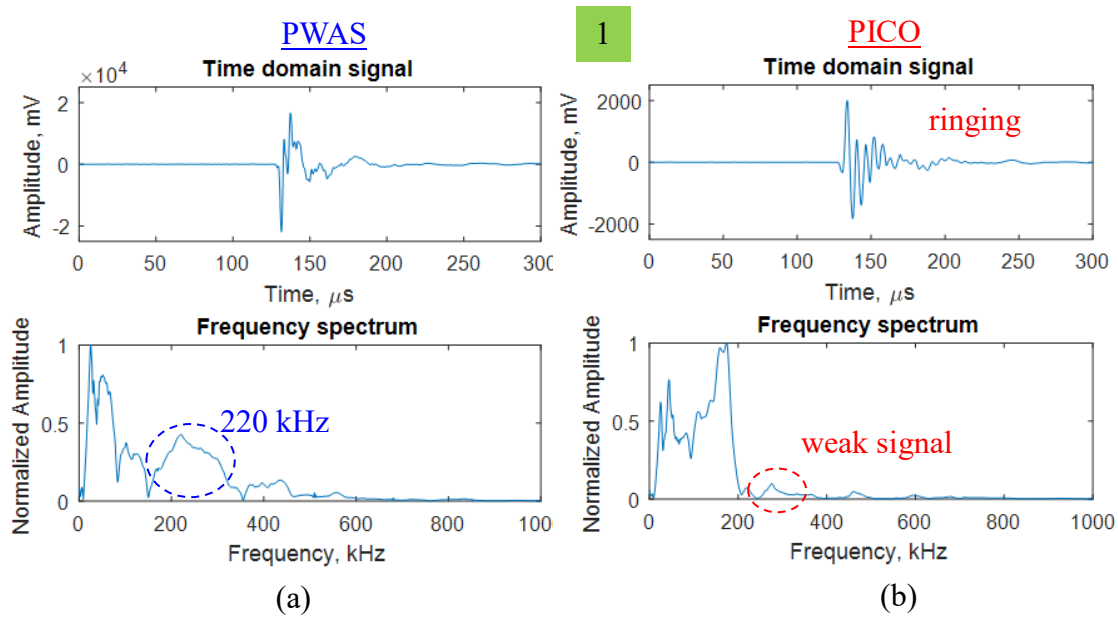 PWAS
1
PICO
×10⁴
Time domain signal
Amplitude, mV
2
0
-2
0
50
100
150
200
250
300
Time, μs
Time domain signal
Amplitude, mV
2000
0
-2000
ringing
0
50
100
150
200
250
300
Time, μs
Frequency spectrum
Normalized Amplitude
1
0.5
0
220 kHz
0
200
400
600
800
1000
Frequency, kHz
(a)
Frequency spectrum
Normalized Amplitude
1
0.5
0
weak signal
0
200
400
600
800
1000
Frequency, kHz
(b)